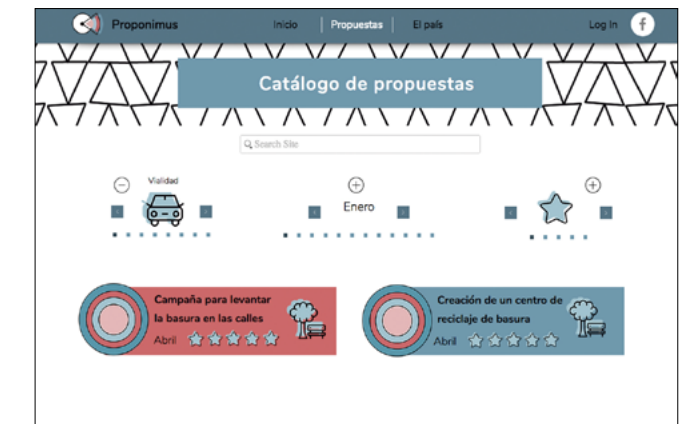 Proponimus
Inicio
Propuestas
El país
Log In
f
Catálogo de propuestas
Search Site
Vialidad
Enero
Campaña para levantar
la basura en las calles
Abril
Creación de un centro de
reciclaje de basura
Abril